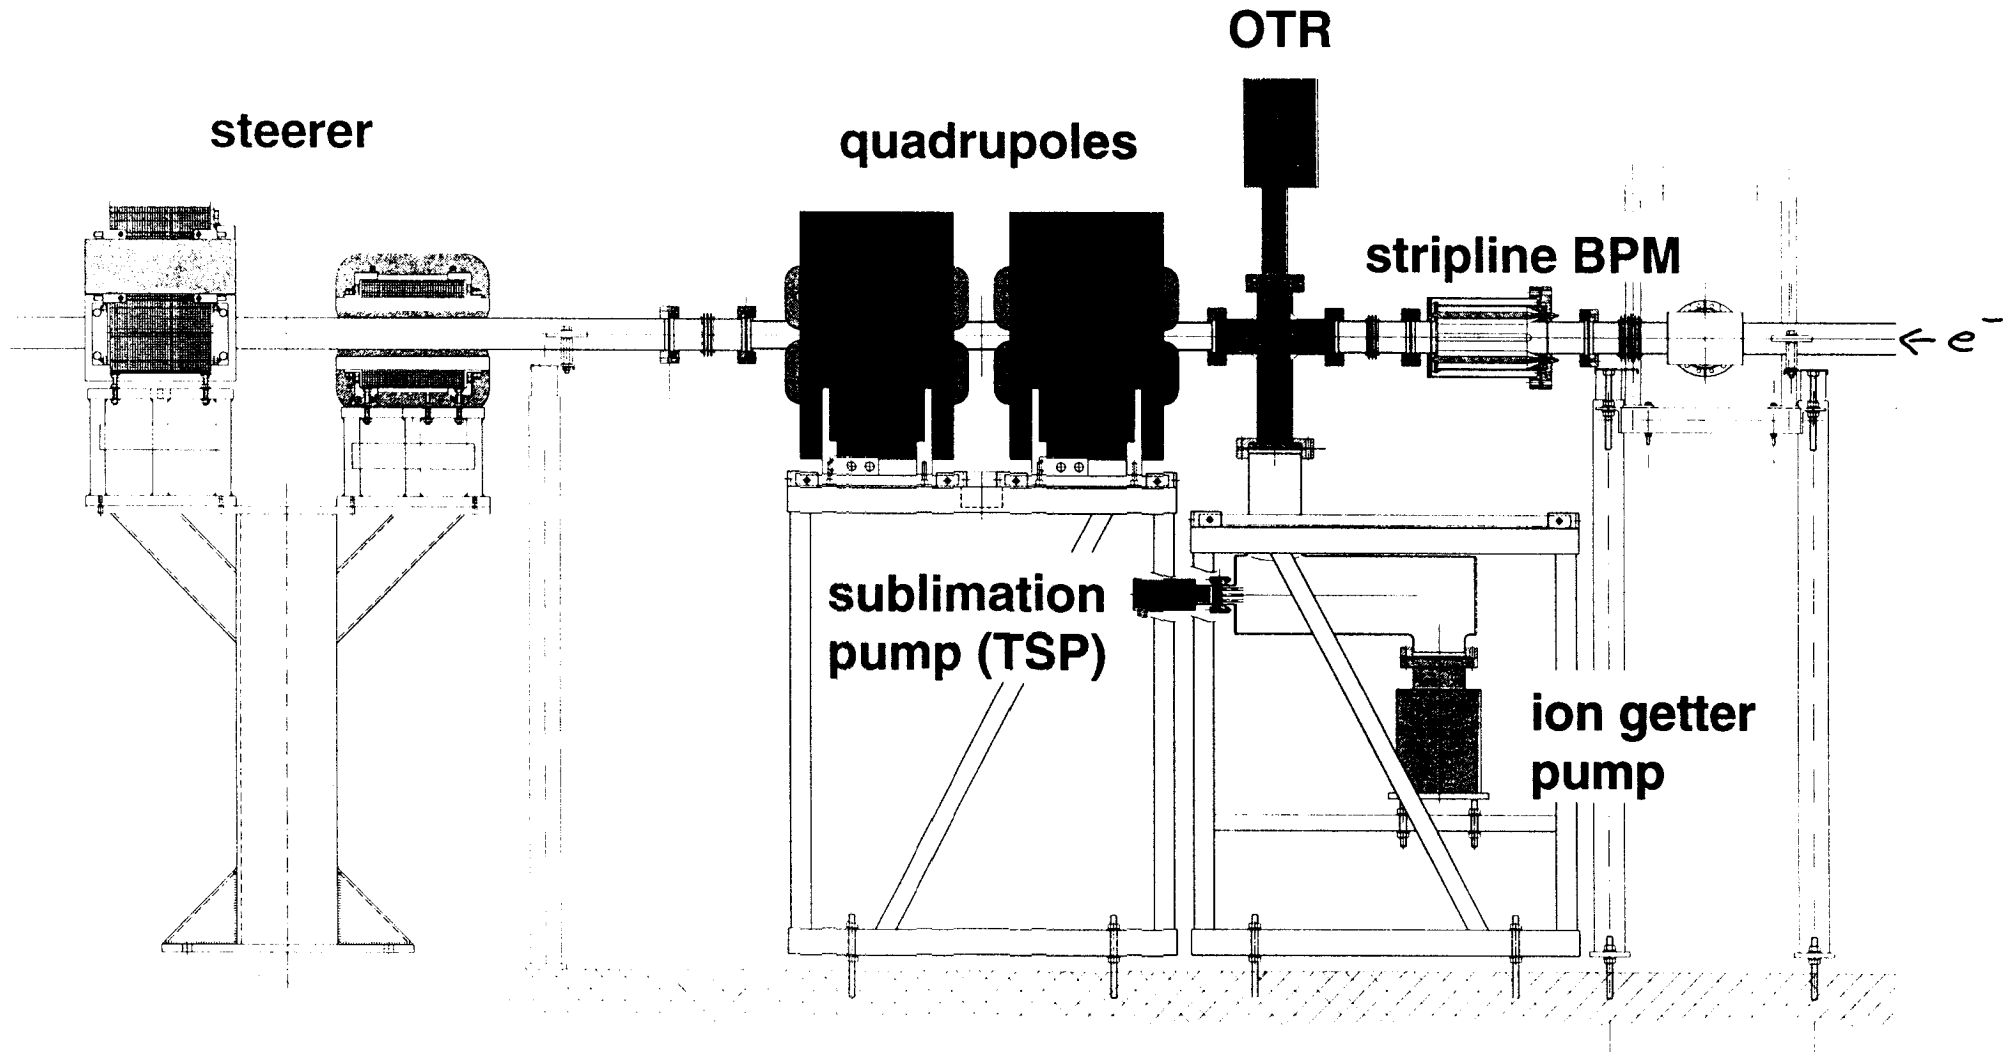 OTR
steerer
quadrupoles
stripline BPM
← e⁻
sublimation
pump (TSP)
ion getter
pump